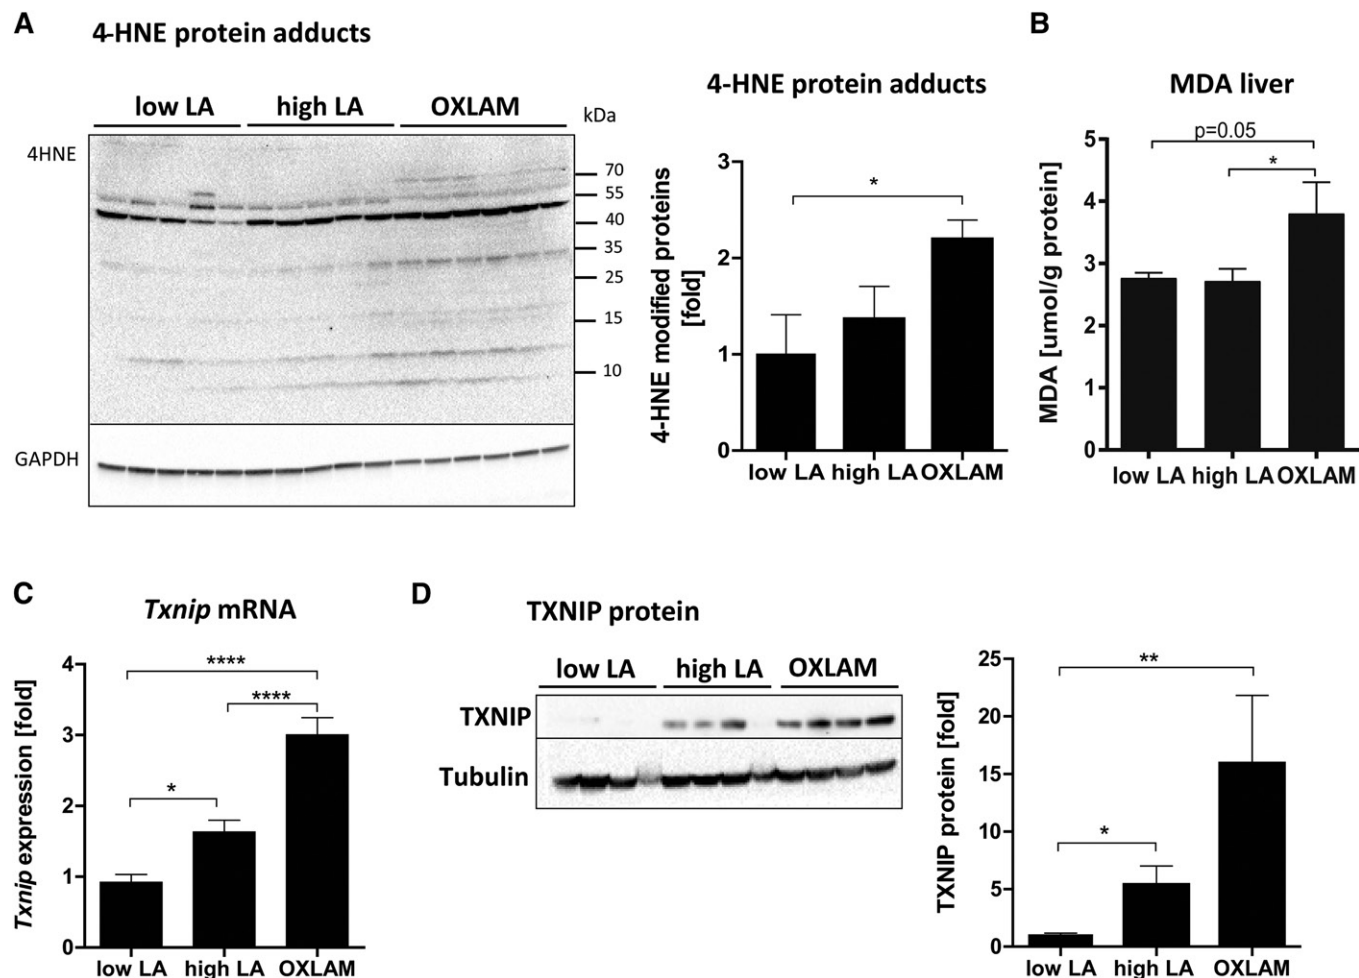 A
4-HNE protein adducts
low LA high LA OXLAM
kDa
4HNE
70
55
40
35
25
15
10
GAPDH
4-HNE protein adducts
4-HNE modified proteins
[fold]
3
2
1
0
*
low LA high LA OXLAM
B
MDA liver
MDA [umol/g protein]
5
4
3
2
1
0
p=0.05
*
low LA high LA OXLAM
C
Txnip mRNA
Txnip expression [fold]
4
3
2
1
0
****
****
*
low LA high LA OXLAM
D
TXNIP protein
low LA high LA OXLAM
TXNIP
Tubulin
TXNIP protein [fold]
25
20
15
10
5
0
**
*
low LA high LA OXLAM